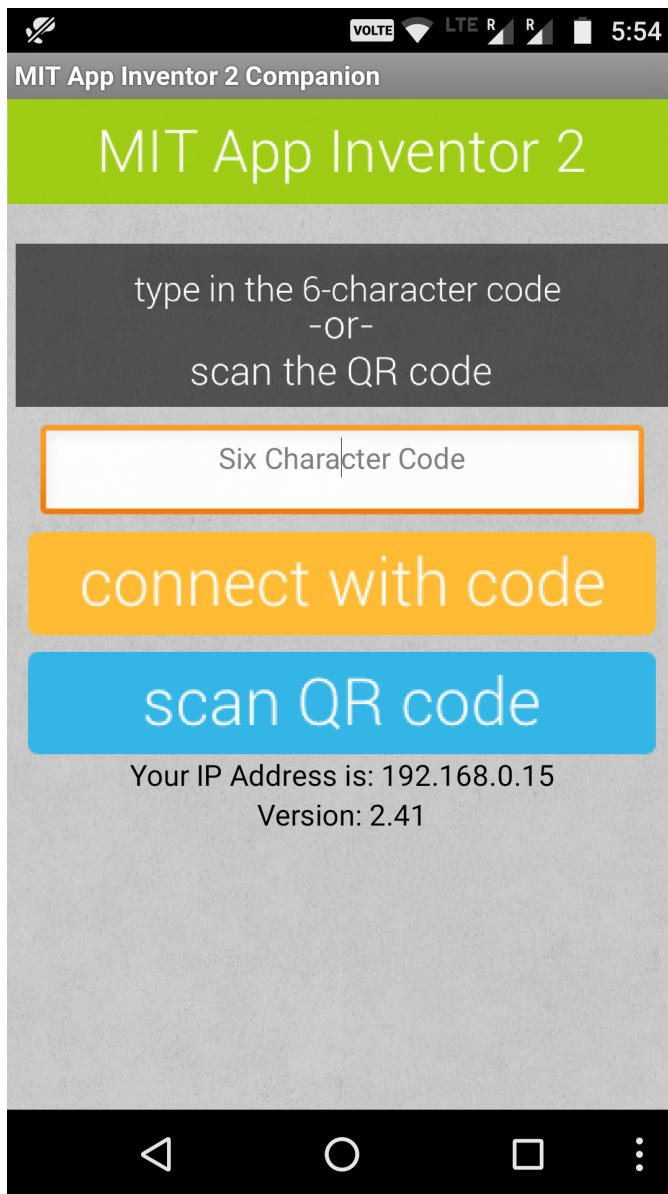 VOLTE LTE R R 5:54
MIT App Inventor 2 Companion
MIT App Inventor 2
type in the 6-character code
-or-
scan the QR code
Six Character Code
connect with code
scan QR code
Your IP Address is: 192.168.0.15
Version: 2.41